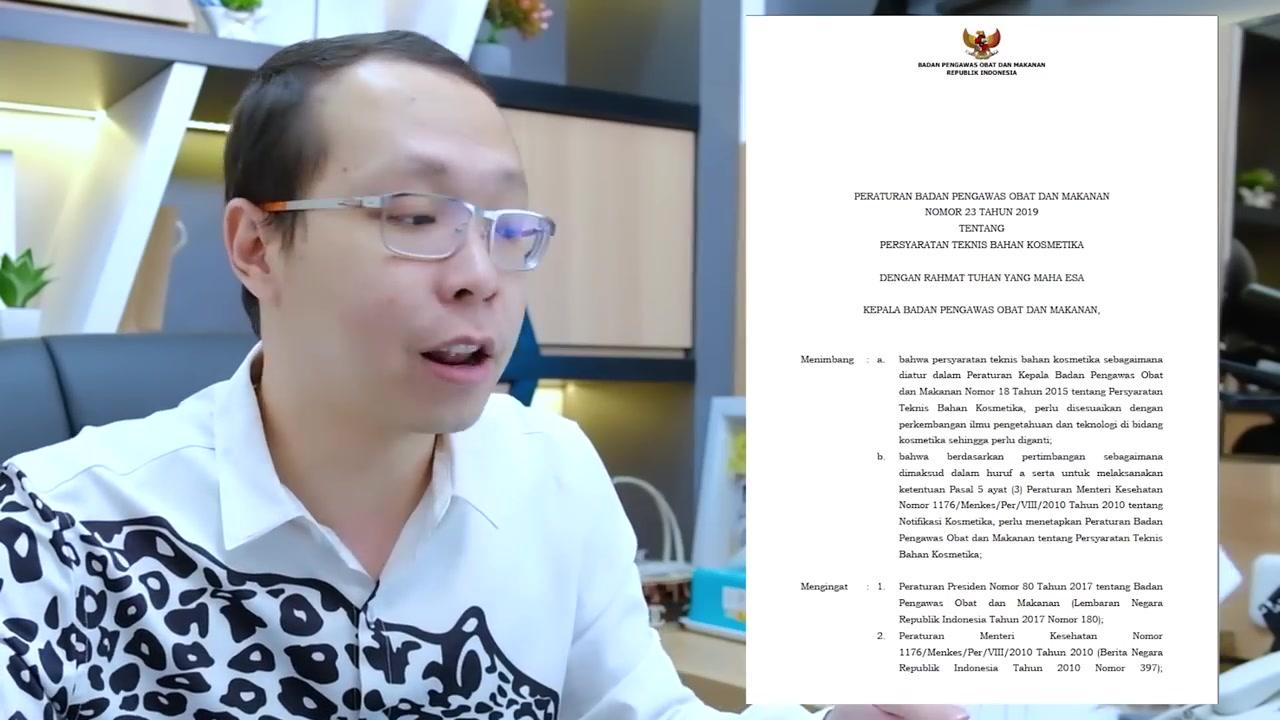 BADAN PENGAWAS OBAT DAN MAKANAN
REPUBLIK INDONESIA
PERATURAN BADAN PENGAWAS OBAT DAN MAKANAN
NOMOR 23 TAHUN 2019
TENTANG
PERSYARATAN TEKNIS BAHAN KOSMETIKA
DENGAN RAHMAT TUHAN YANG MAHA ESA
KEPALA BADAN PENGAWAS OBAT DAN MAKANAN,
Menimbang : a. bahwa persyaratan teknis bahan kosmetika sebagaimana
diatur dalam Peraturan Kepala Badan Pengawas Obat
dan Makanan Nomor 18 Tahun 2015 tentang Persyaratan
Teknis Bahan Kosmetika, perlu disesuaikan dengan
perkembangan ilmu pengetahuan dan teknologi di bidang
kosmetika sehingga perlu diganti;
b. bahwa berdasarkan pertimbangan sebagaimana
dimaksud dalam huruf a serta untuk melaksanakan
ketentuan Pasal 5 ayat (3) Peraturan Menteri Kesehatan
Nomor 1176/Menkes/Per/VIII/2010 Tahun 2010 tentang
Notifikasi Kosmetika, perlu menetapkan Peraturan Badan
Pengawas Obat dan Makanan tentang Persyaratan Teknis
Bahan Kosmetika;
Mengingat : 1. Peraturan Presiden Nomor 80 Tahun 2017 tentang Badan
Pengawas Obat dan Makanan (Lembaran Negara
Republik Indonesia Tahun 2017 Nomor 180);
2. Peraturan Menteri Kesehatan Nomor
1176/Menkes/Per/VIII/2010 Tahun 2010 (Berita Negara
Republik Indonesia Tahun 2010 Nomor 397);